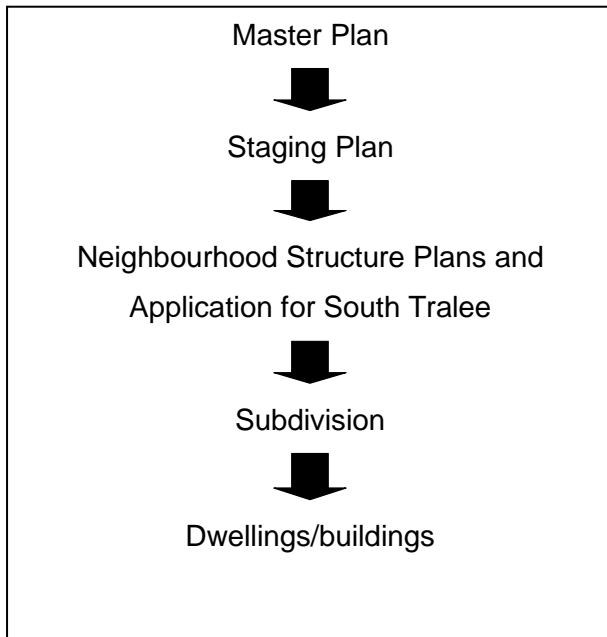 Master Plan
Staging Plan
Neighbourhood Structure Plans and
Application for South Tralee
Subdivision
Dwellings/buildings